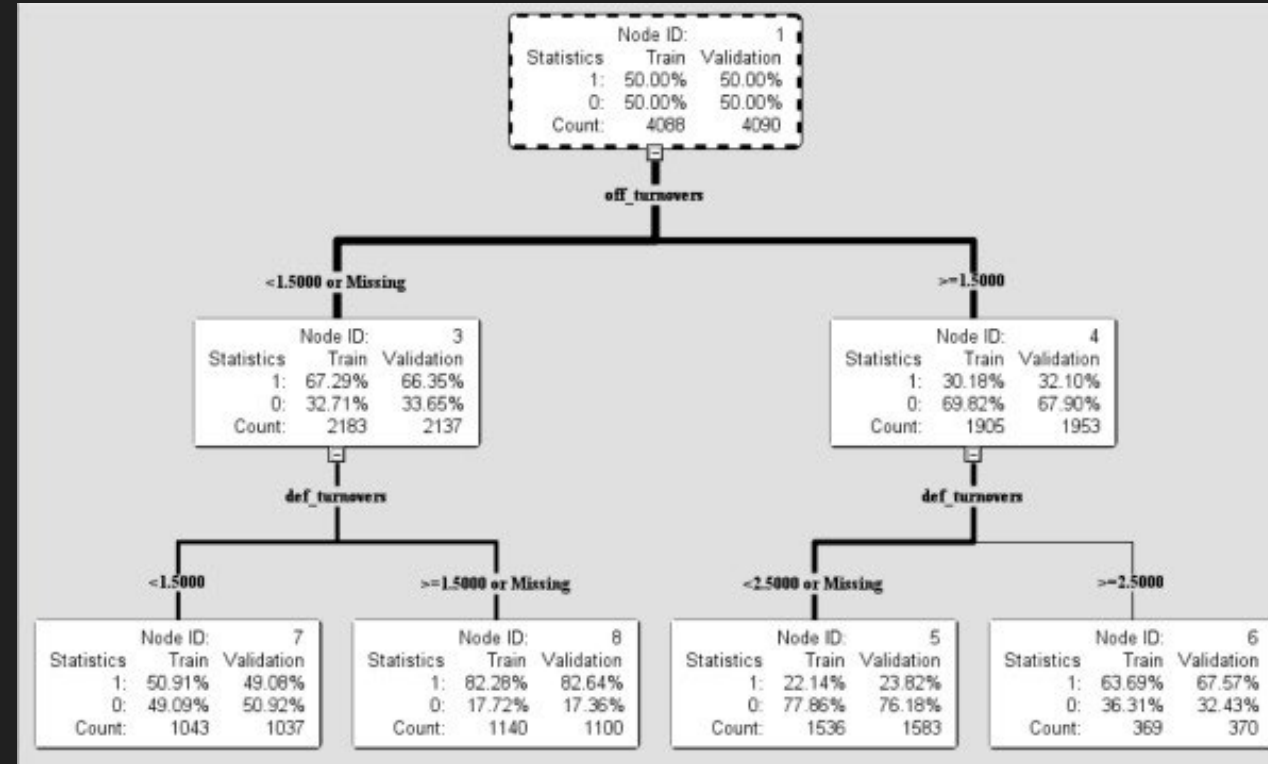 Node ID: 1
Statistics Train Validation
1: 50.00% 50.00%
0: 50.00% 50.00%
Count: 4088 4090
off_turnovers
<1.5000 or Missing
>=1.5000
Node ID: 3
Statistics Train Validation
1: 67.29% 66.35%
0: 32.71% 33.65%
Count: 2183 2137
Node ID: 4
Statistics Train Validation
1: 30.18% 32.10%
0: 69.82% 67.90%
Count: 1905 1953
def_turnovers
def_turnovers
<1.5000
>=1.5000 or Missing
<2.5000 or Missing
>=2.5000
Node ID: 7
Statistics Train Validation
1: 50.91% 49.08%
0: 49.09% 50.92%
Count: 1043 1037
Node ID: 8
Statistics Train Validation
1: 82.28% 82.64%
0: 17.72% 17.36%
Count: 1140 1100
Node ID: 5
Statistics Train Validation
1: 22.14% 23.82%
0: 77.86% 76.18%
Count: 1536 1583
Node ID: 6
Statistics Train Validation
1: 63.69% 67.57%
0: 36.31% 32.43%
Count: 369 370